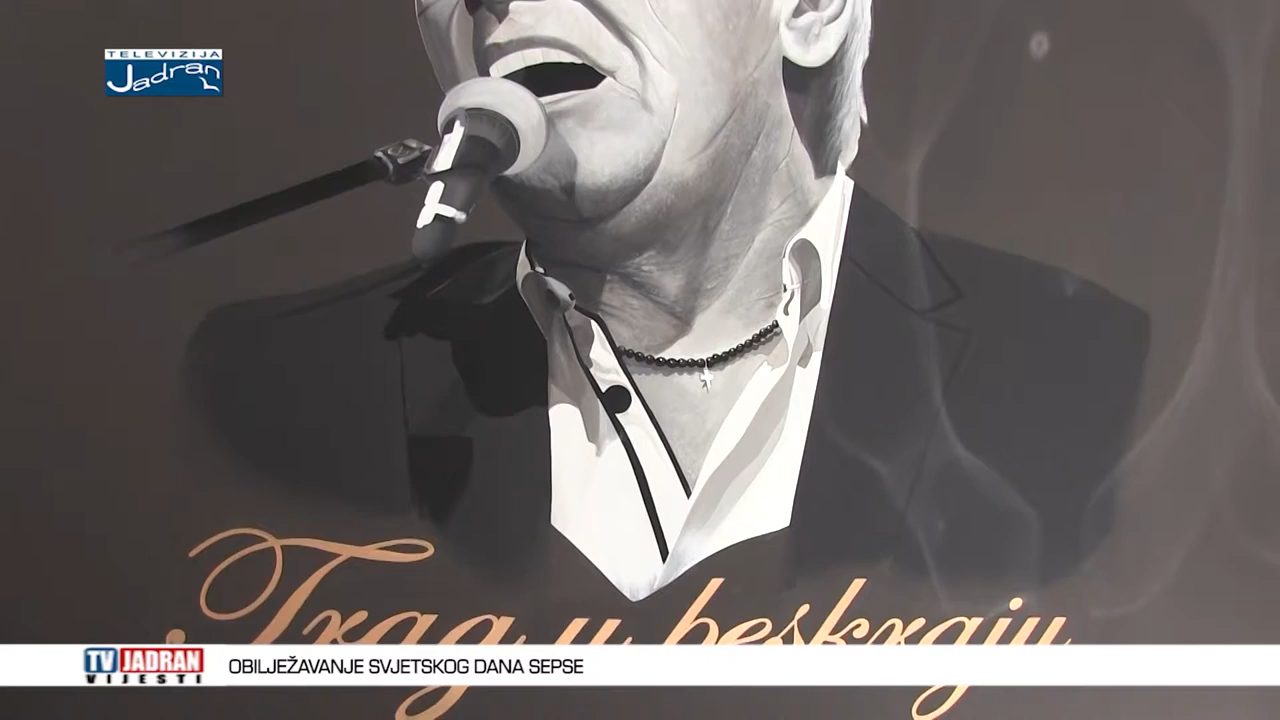 TELEVIZIJA
Jadran
Trag u beskraju
TV JADRAN
VIJESTI
OBILJEŽAVANJE SVJETSKOG DANA SEPSE